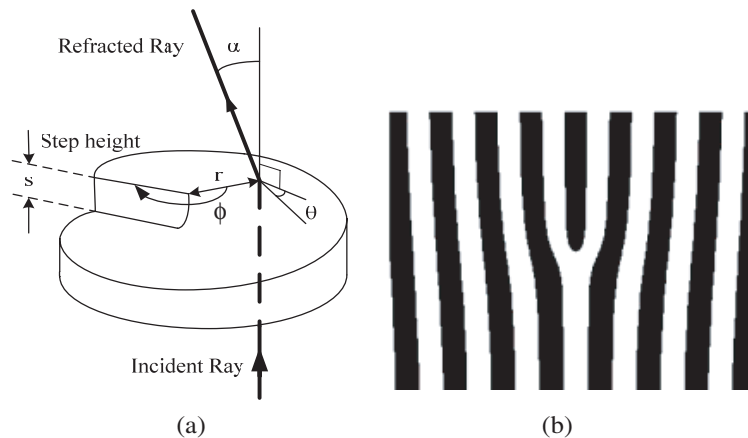 Refracted Ray
α
Step height
s
r
ϕ
θ
Incident Ray
(a)
(b)